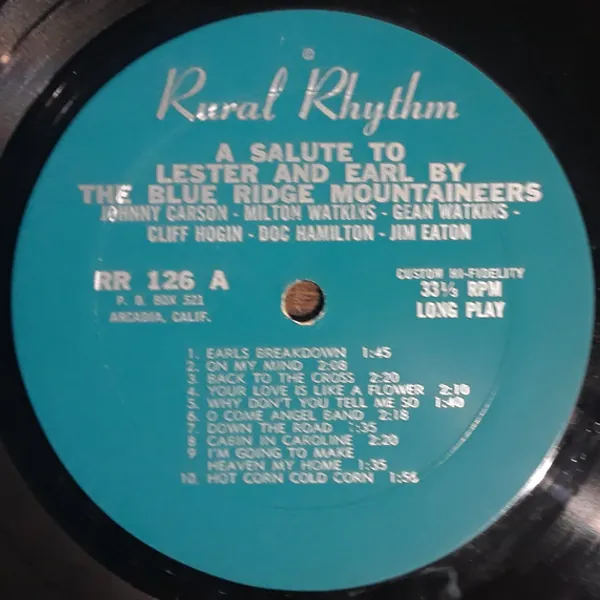 Rural Rhythm
A SALUTE TO
LESTER AND EARL BY
THE BLUE RIDGE MOUNTAINEERS
JOHNNY CARSON - MILTON WATKINS - GEAN WATKINS -
CLIFF HOGIN - DOC HAMILTON - JIM EATON
RR 126 A
P. O. BOX 521
ARCADIA, CALIF.
CUSTOM HI-FIDELITY
33⅓ RPM
LONG PLAY
1. EARLS BREAKDOWN 1:45
2. ON MY MIND 2:08
3. BACK TO THE CROSS 2:20
4. YOUR LOVE IS LIKE A FLOWER 2:10
5. WHY DON'T YOU TELL ME SO 1:40
6. O COME ANGEL BAND 2:18
7. DOWN THE ROAD :35
8 CABIN IN CAROLINE 2:20
9 I'M GOING TO MAKE
HEAVEN MY HOME 1:35
10. HOT CORN COLD CORN 1:56